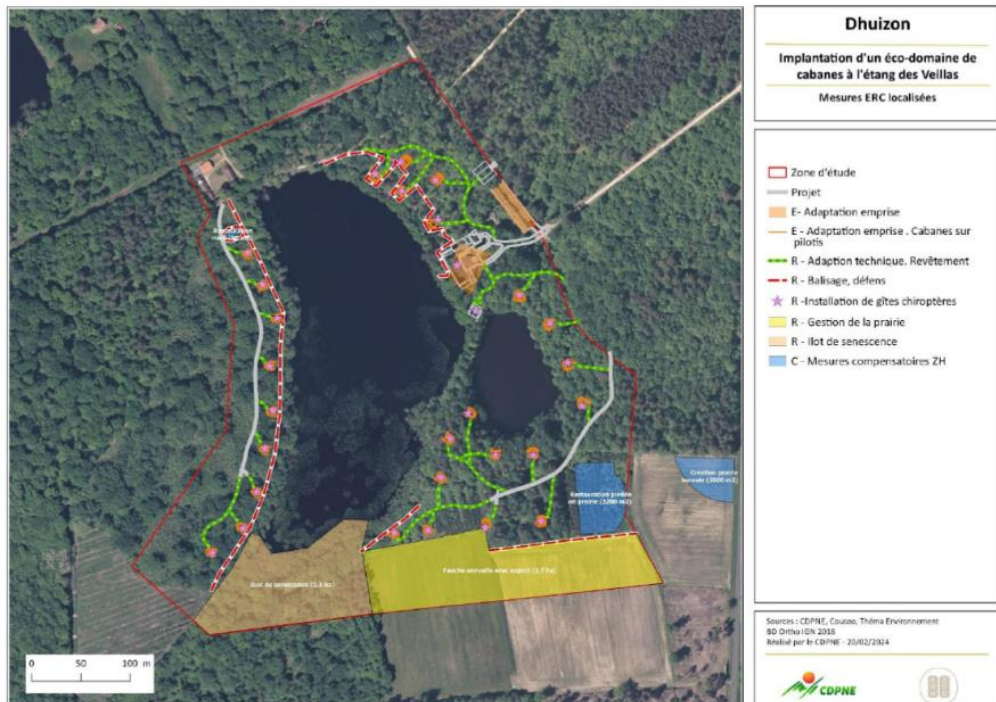 Dhuizon
Implantation d'un éco-domaine de
cabanes à l'étang des Veillas
Mesures ERC localisées
Zone d'étude
Projet
E- Adaptation emprise
E - Adaptation emprise . Cabanes sur
pilotis
R - Adaption technique. Revêtement
R - Balisage, défens
R -Installation de gîtes chiroptères
R - Gestion de la prairie
R - Ilot de senescence
C - Mesures compensatoires ZH
Création prairie
humide (2000 m2)
Restauration
en prairie (3200 m2)
Ilot de senescence (1,1 ha)
Fauche annuelle avec export (1,7 ha)
0 50 100 m
Sources : CDPNE, Coucoo, Théma Environnement
BD Ortho IGN 2018
Réalisé par le CDPNE - 20/02/2024
CDPNE